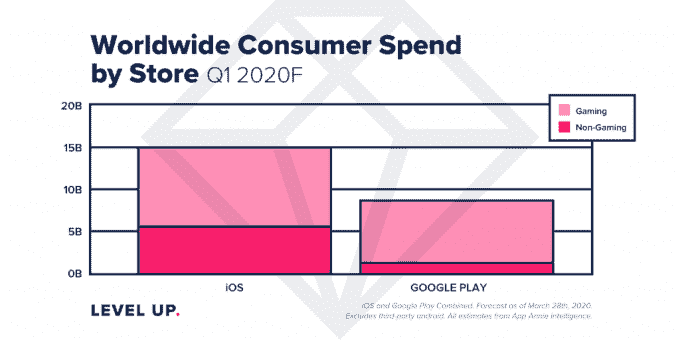 Worldwide Consumer Spend
by Store Q1 2020F
Gaming
Non-Gaming
20B
15B
10B
5B
0B
iOS
GOOGLE PLAY
LEVEL UP.
iOS and Google Play Combined. Forecast as of March 28th, 2020.
Excludes third-party android. All estimates from App Annie Intelligence.